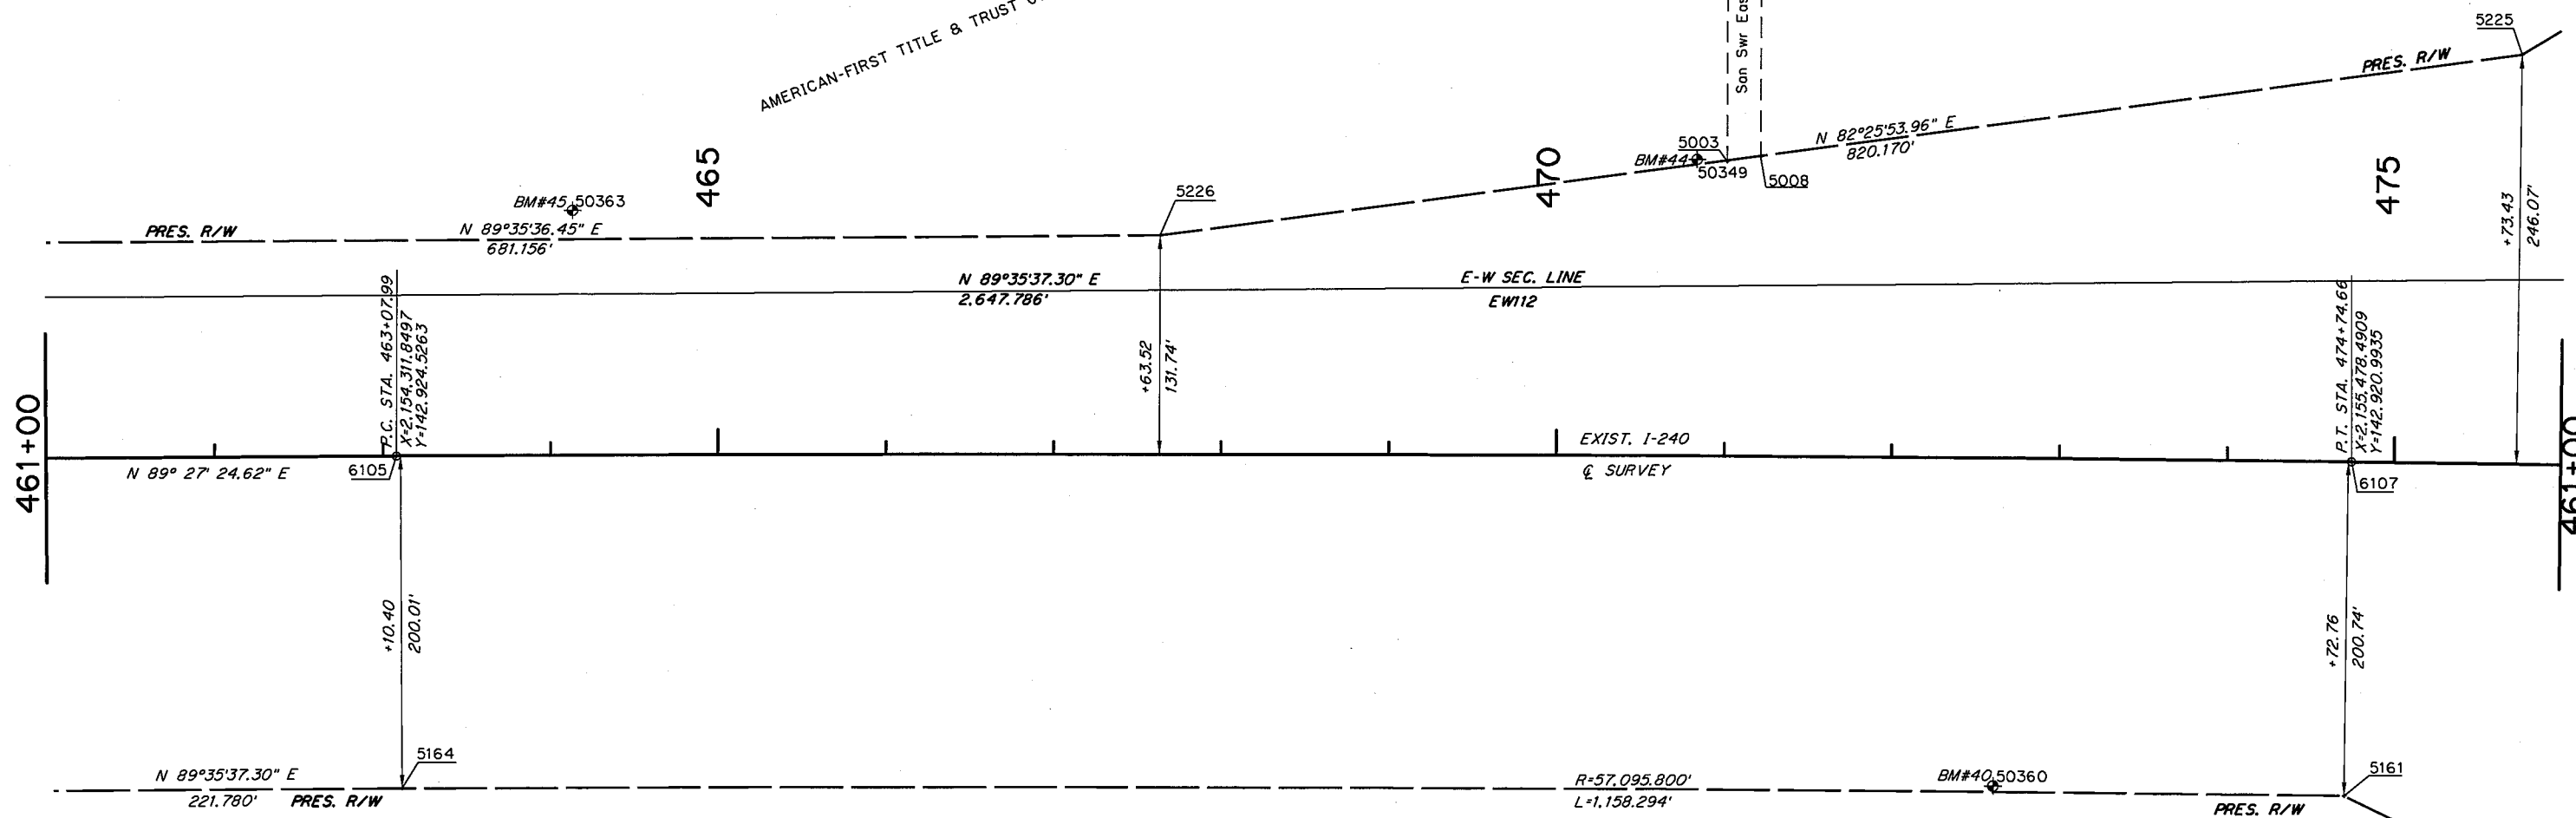 AMERICAN-FIRST TITLE & TRUST
San Swr
5225
PRES. R/W
N 82°25'53.96" E
820.170'
5003
BM#44
50349
5008
465
470
475
BM#45 50363
5226
PRES. R/W
N 89°35'36.45" E
681.156'
+73.43
246.07'
N 89°35'37.30" E
2,647.786'
E-W SEC. LINE
EW112
P.C. STA. 463+07.99
X=2,154,311.8497
Y=142,924.5263
+63.52
131.74'
P.T. STA. 474+74.66
X=2,155,478.4909
Y=142,920.9935
461+00
EXIST. I-240
℄ SURVEY
N 89° 27' 24.62" E
6105
6107
461+00
+10.40
200.01'
+72.76
200.74'
5164
N 89°35'37.30" E
221.780'
PRES. R/W
R=57,095.800'
L=1,158.294'
BM#40 50360
5161
PRES. R/W